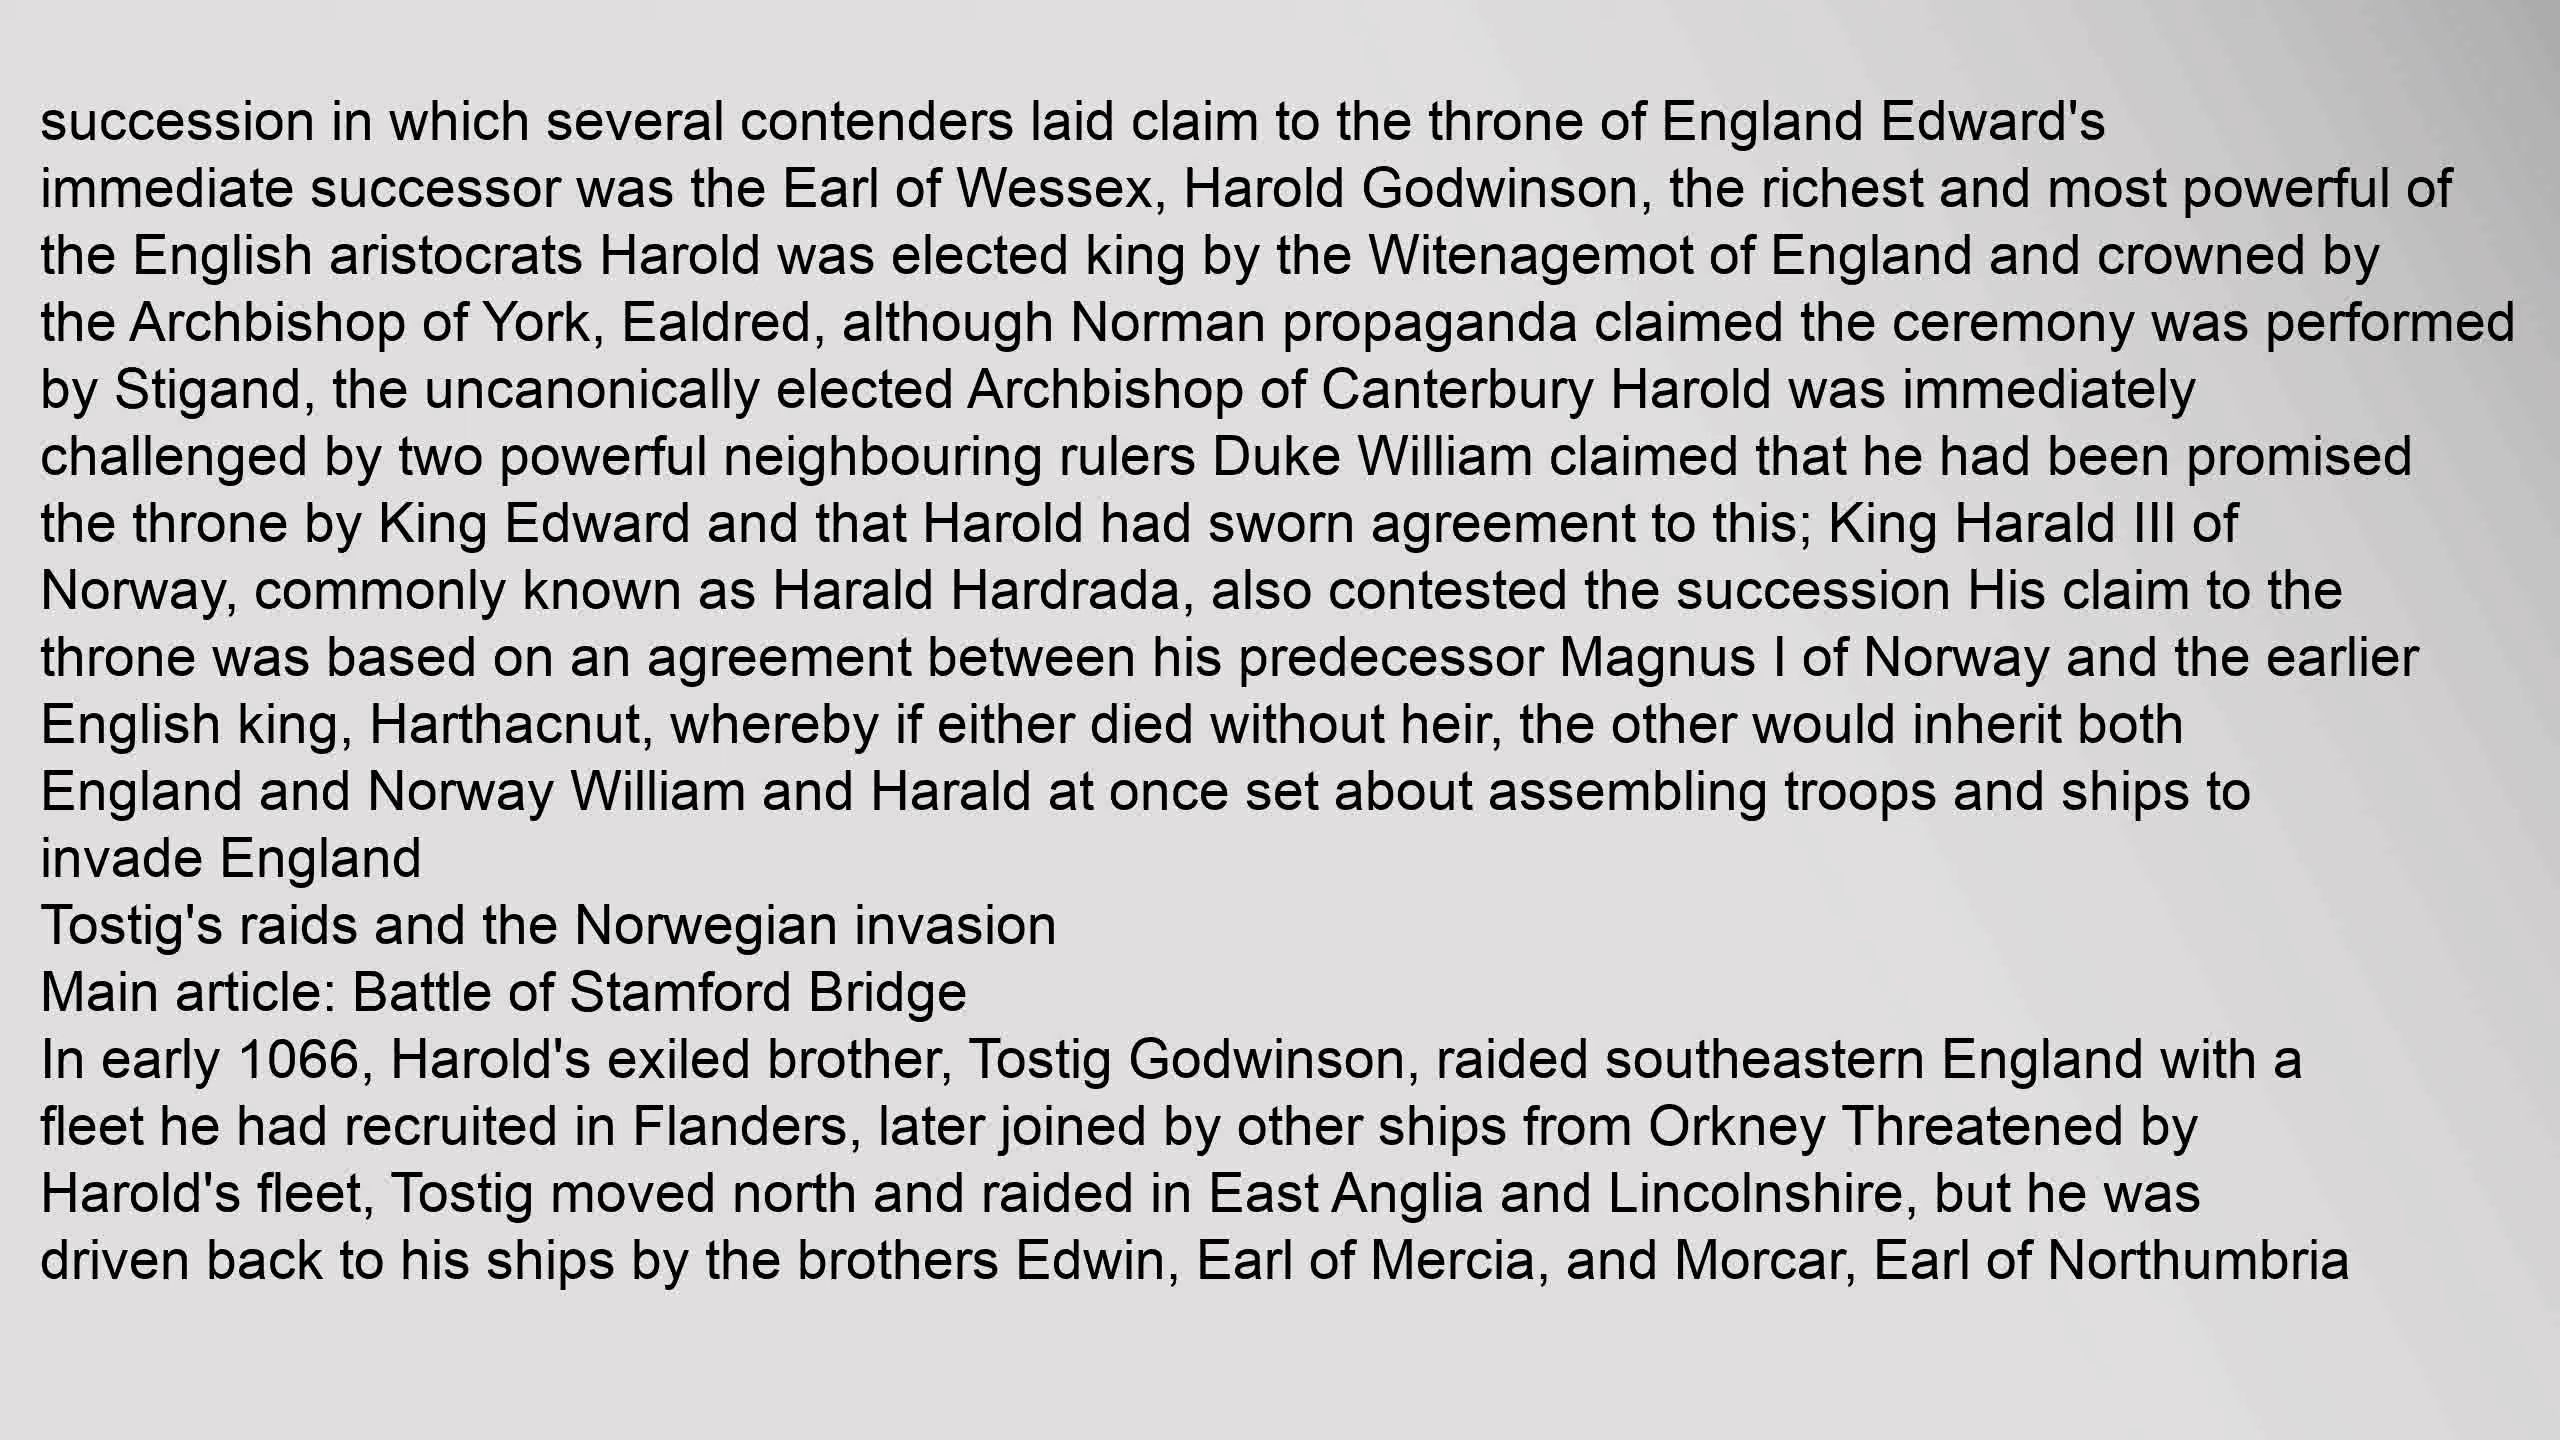 succession in which several contenders laid claim to the throne of England Edward's
immediate successor was the Earl of Wessex, Harold Godwinson, the richest and most powerful of
the English aristocrats Harold was elected king by the Witenagemot of England and crowned by
the Archbishop of York, Ealdred, although Norman propaganda claimed the ceremony was performed
by Stigand, the uncanonically elected Archbishop of Canterbury Harold was immediately
challenged by two powerful neighbouring rulers Duke William claimed that he had been promised
the throne by King Edward and that Harold had sworn agreement to this; King Harald III of
Norway, commonly known as Harald Hardrada, also contested the succession His claim to the
throne was based on an agreement between his predecessor Magnus I of Norway and the earlier
English king, Harthacnut, whereby if either died without heir, the other would inherit both
England and Norway William and Harald at once set about assembling troops and ships to
invade England
Tostig's raids and the Norwegian invasion
Main article: Battle of Stamford Bridge
In early 1066, Harold's exiled brother, Tostig Godwinson, raided southeastern England with a
fleet he had recruited in Flanders, later joined by other ships from Orkney Threatened by
Harold's fleet, Tostig moved north and raided in East Anglia and Lincolnshire, but he was
driven back to his ships by the brothers Edwin, Earl of Mercia, and Morcar, Earl of Northumbria